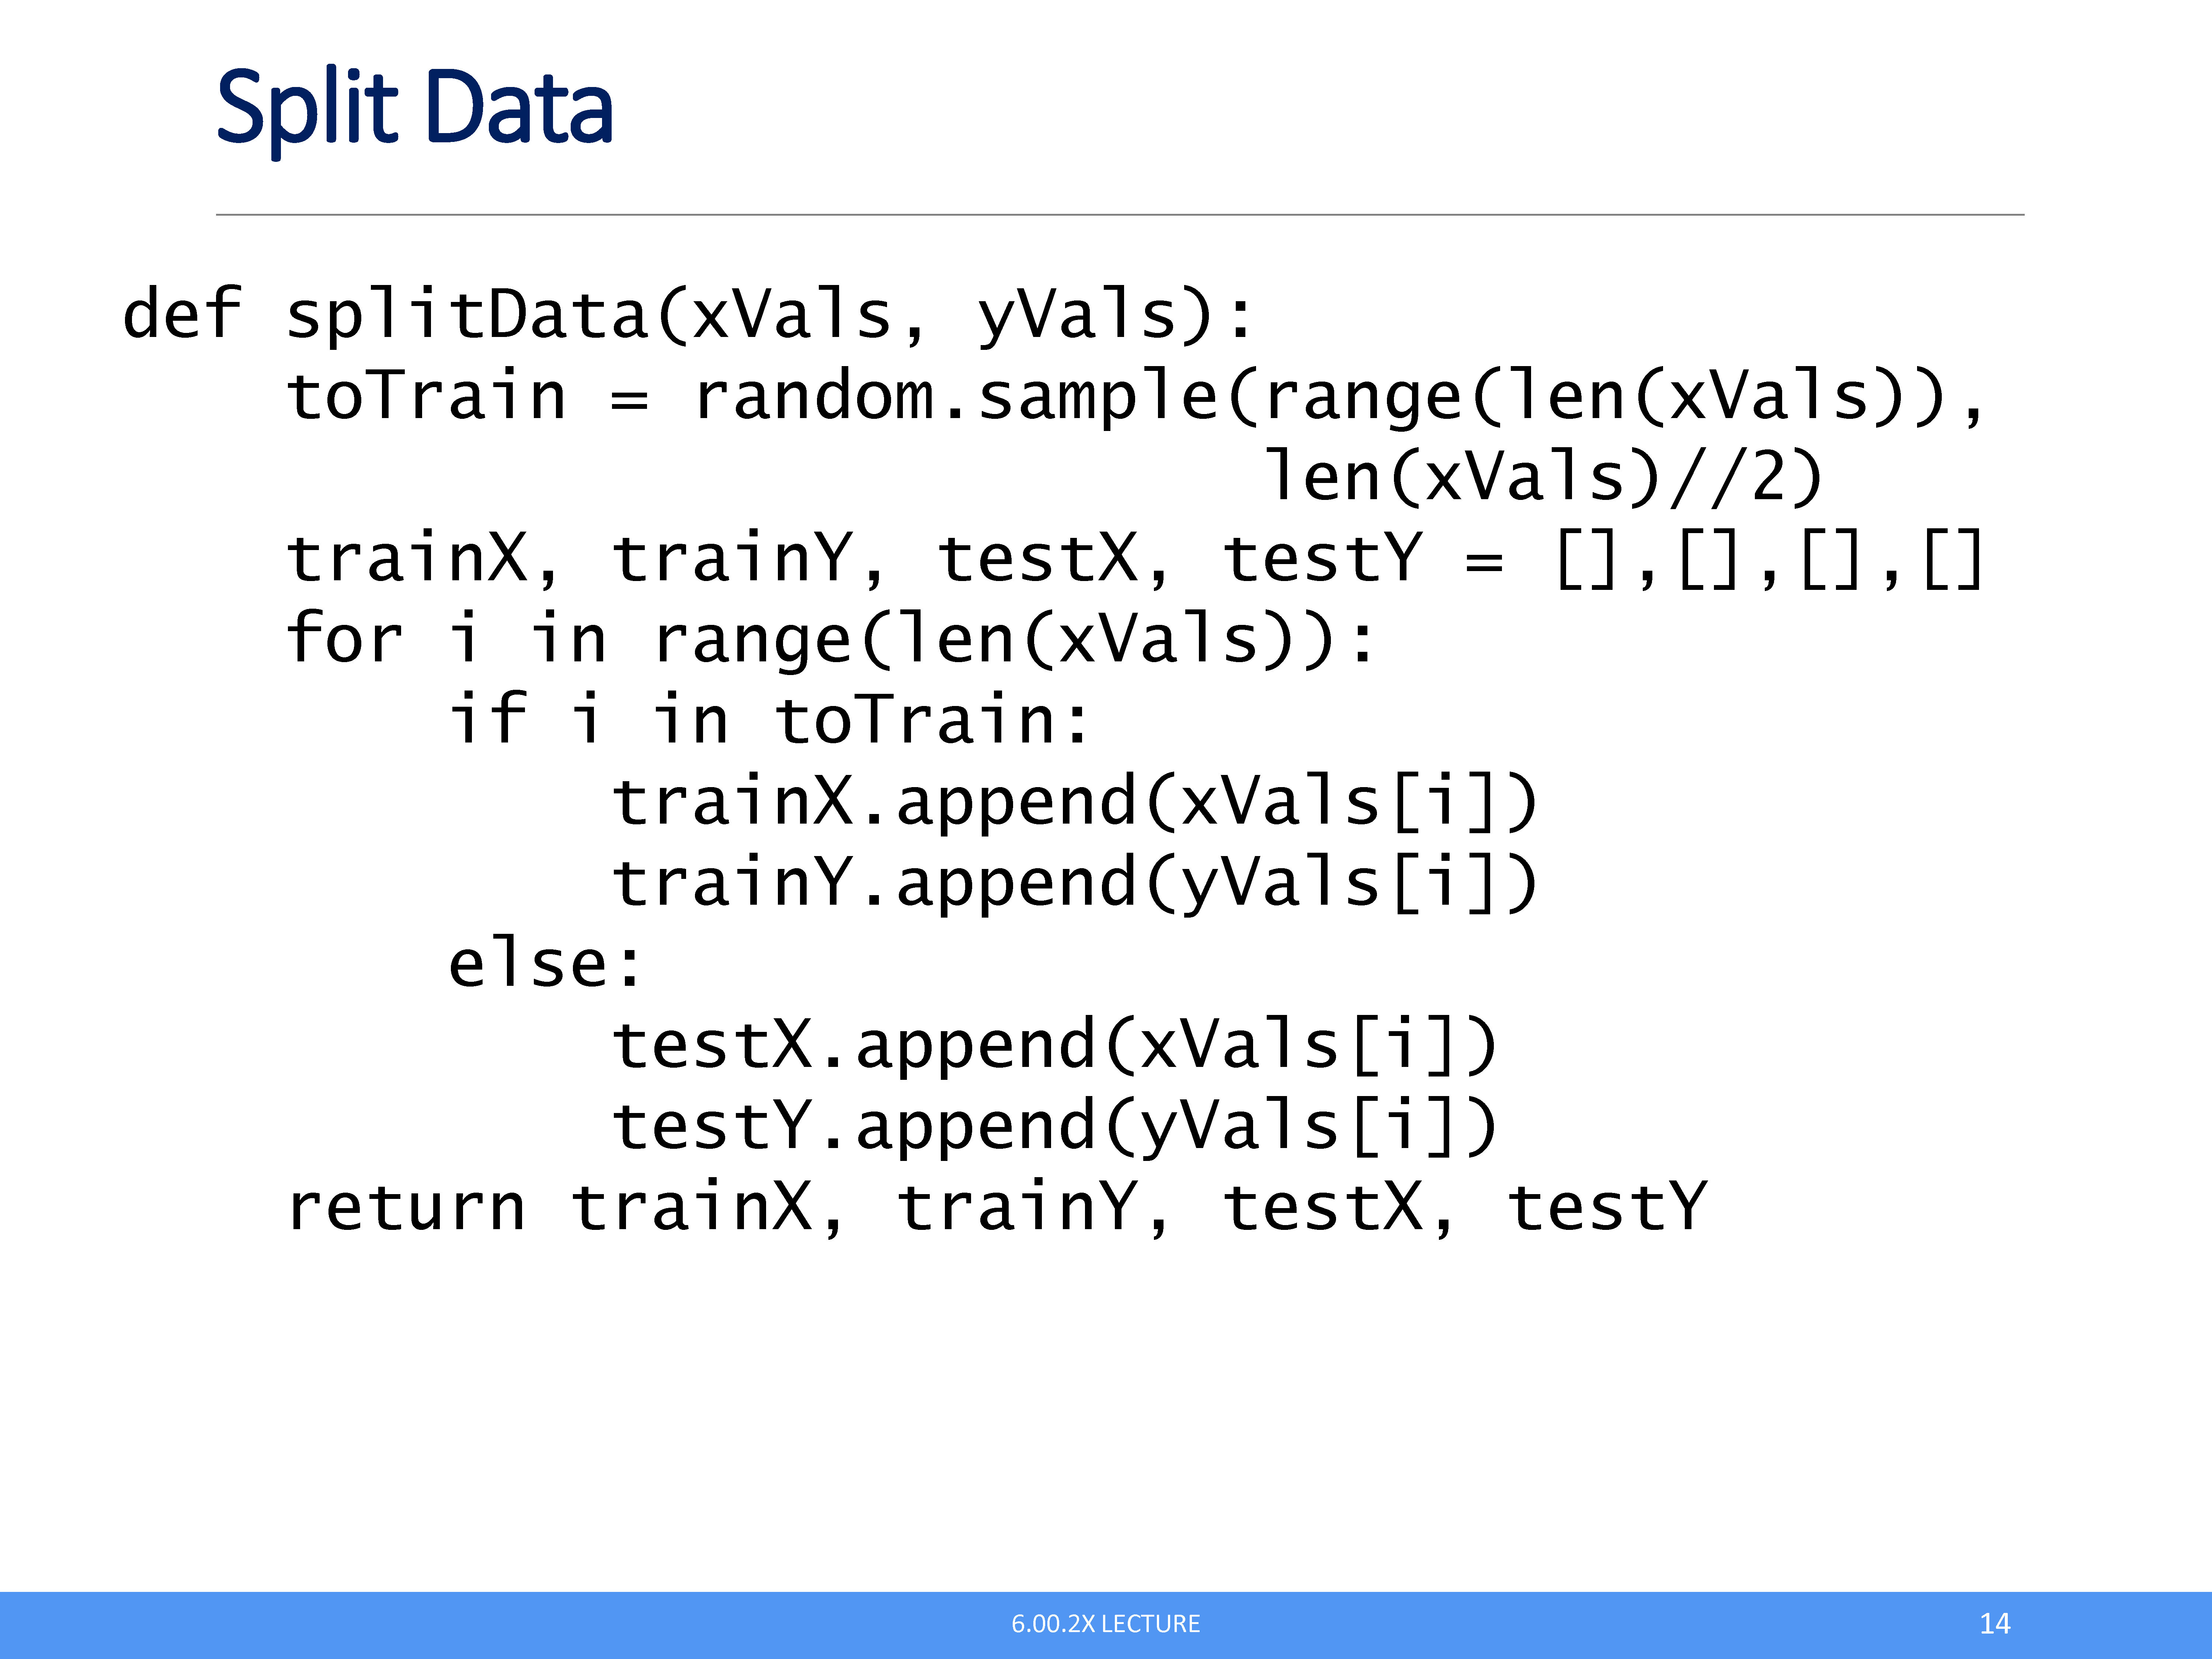 Split Data
def splitData(xVals, yVals):
    toTrain = random.sample(range(len(xVals)),
                            len(xVals)//2)
    trainX, trainY, testX, testY = [],[],[],[]
    for i in range(len(xVals)):
        if i in toTrain:
            trainX.append(xVals[i])
            trainY.append(yVals[i])
        else:
            testX.append(xVals[i])
            testY.append(yVals[i])
    return trainX, trainY, testX, testY
6.00.2X LECTURE
14